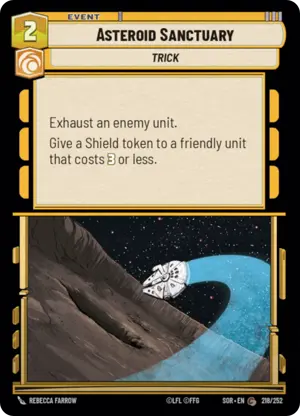 EVENT
2
ASTEROID SANCTUARY
TRICK
Exhaust an enemy unit.
Give a Shield token to a friendly unit
that costs 3 or less.
REBECCA FARROW
©LFL ©FFG
SOR • EN
C
218/252